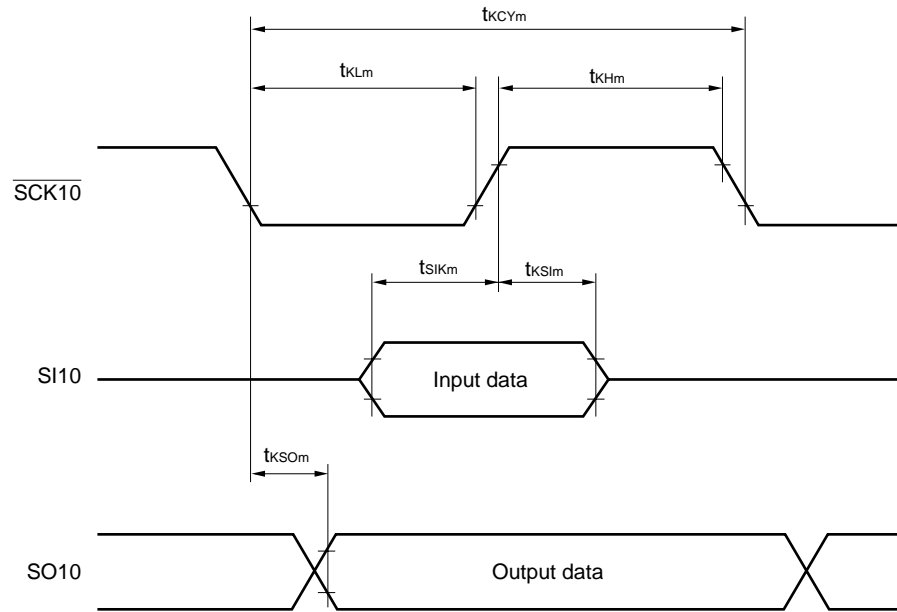 tKCYm
tKLm
tKHm
SCK10
tSIKm
tKSIm
SI10
Input data
tKSOm
SO10
Output data